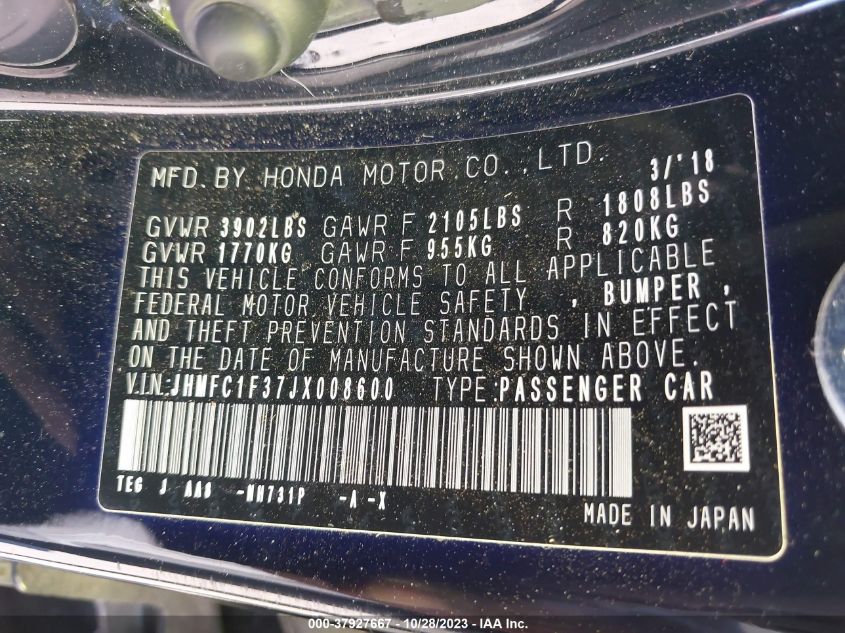 MFD. BY HONDA MOTOR CO., LTD. 3/'18
GVWR 3902LBS GAWR F 2105LBS R 1808LBS
GVWR 1770KG GAWR F 955KG R 820KG
THIS VEHICLE CONFORMS TO ALL APPLICABLE
FEDERAL MOTOR VEHICLE SAFETY , BUMPER ,
AND THEFT PREVENTION STANDARDS IN EFFECT
ON THE DATE OF MANUFACTURE SHOWN ABOVE.
V.I.N: JHMFC1F37JX008600 TYPE: PASSENGER CAR
TEG J -NH731P -A -X
MADE IN JAPAN
000-37927667 - 10/28/2023 - IAA Inc.